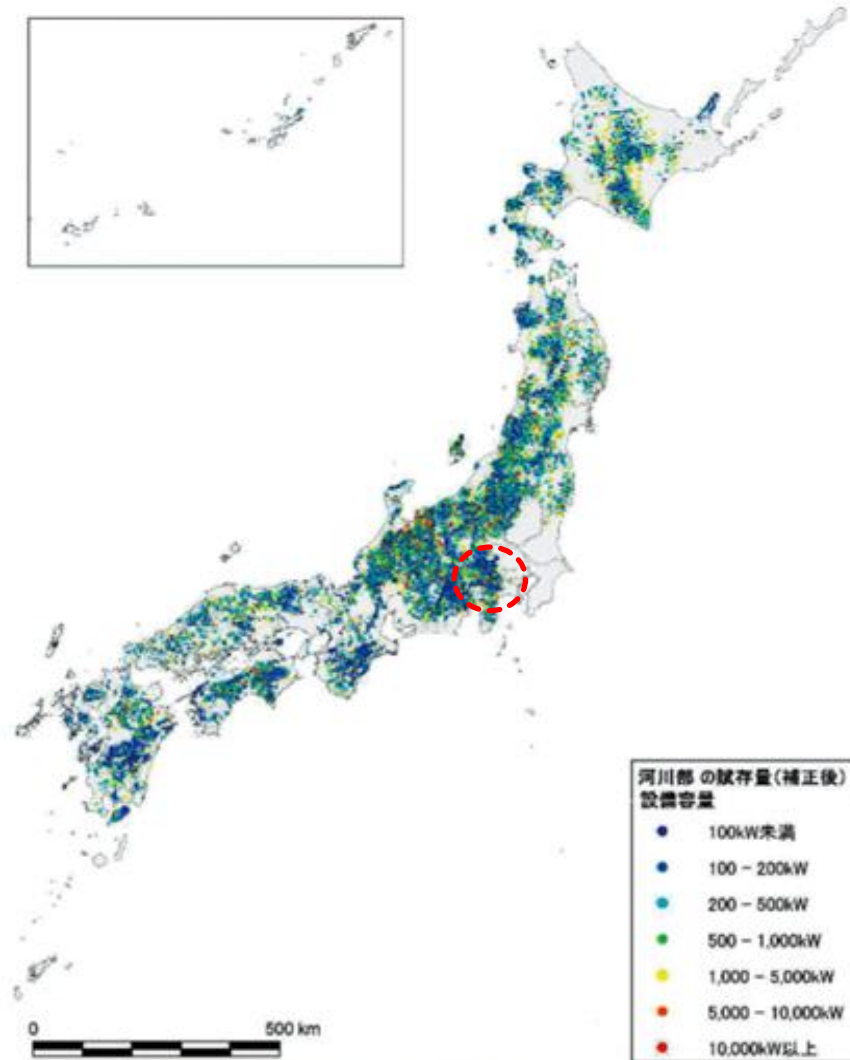 河川部 の賦存量(補正後)
設備容量
100kW未満
100 – 200kW
200 – 500kW
500 – 1,000kW
1,000 – 5,000kW
5,000 – 10,000kW
10,000kW以上
0 500 km